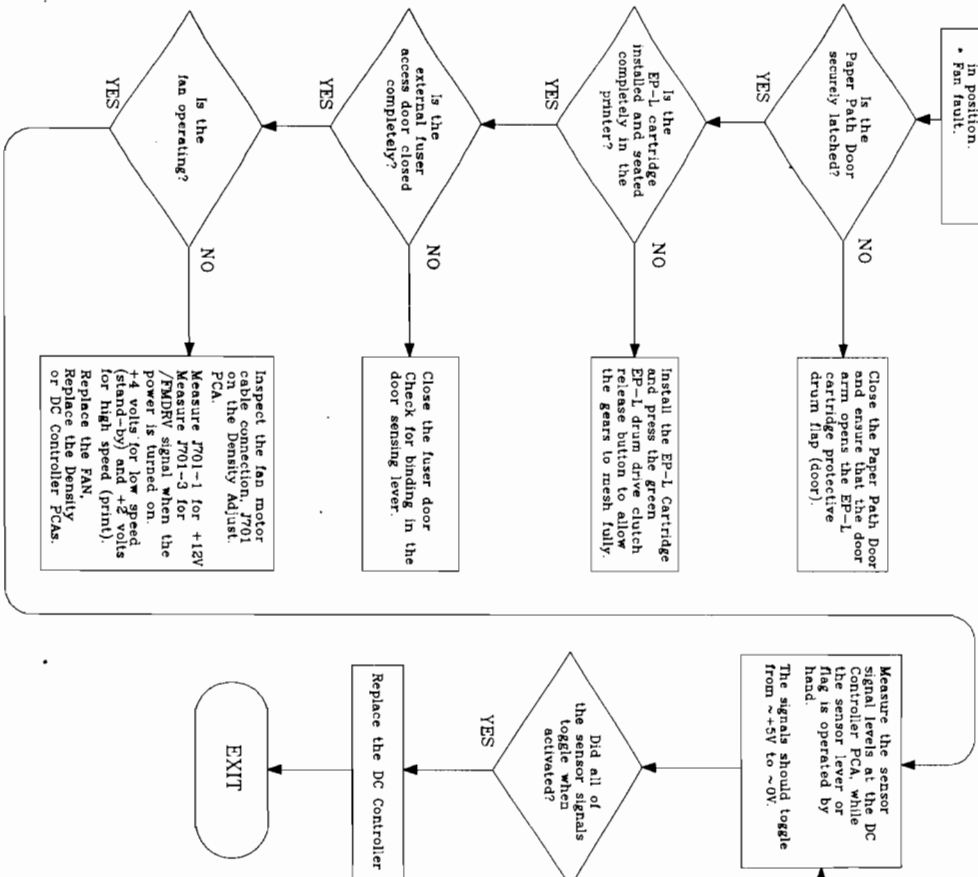 in position.
• Fan fault.
Is the
Paper Path Door
securely latched?
YES
NO
Close the Paper Path Door
and ensure that the door
arm opens the EP-L
cartridge protective
drum flap (door).
Is the
EP-L cartridge
installed and seated
completely in the
printer?
YES
NO
Install the EP-L Cartridge
and press the green
EP-L drum drive clutch
release button to allow
the gears to mesh fully.
Is the
external fuser
access door closed
completely?
YES
NO
Close the fuser door
Check for binding in the
door sensing lever.
Is the
fan operating?
YES
NO
Inspect the fan motor
cable connection, J701
on the Density Adjust.
PCA.
Measure J701-1 for +12V
Measure J701-3 for
/FMDRV signal when the
power is turned on.
+4 volts for low speed
(stand-by) and +2 volts
for high speed (print).
Replace the FAN,
Replace the Density
or DC Controller PCAs.
Measure the sensor
signal levels at the DC
Controller PCA, while
the sensor lever or
flag is operated by
hand.
The signals should toggle
from ~+5V to ~0V.
Did all of
the sensor signals
toggle when
activated?
YES
Replace the DC Controller
EXIT